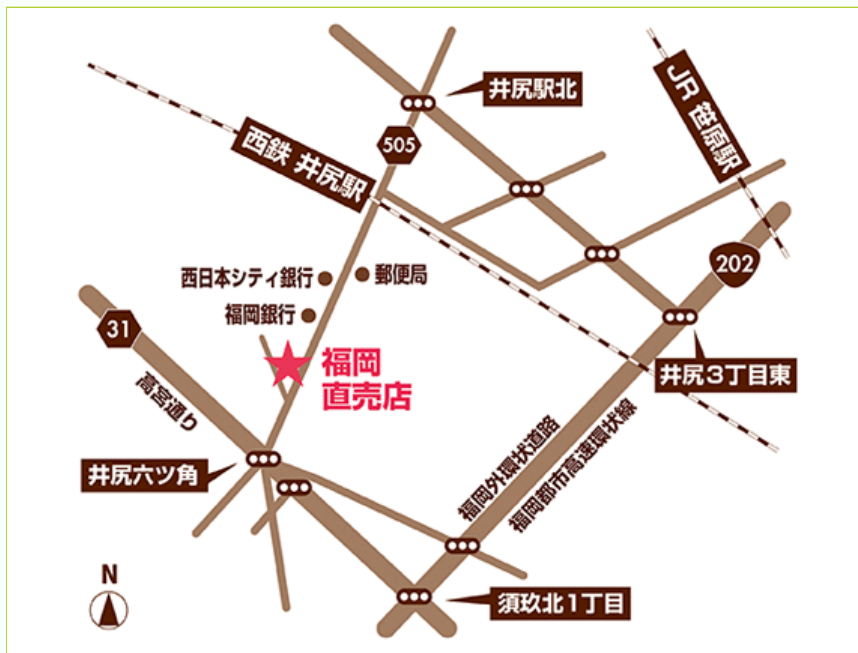 井尻駅北
JR 笹原駅
505
西鉄 井尻駅
202
西日本シティ銀行
郵便局
福岡銀行
31
福岡
直売店
井尻3丁目東
高宮通り
井尻六ツ角
福岡外環状道路
福岡都市高速環状線
N
須玖北1丁目